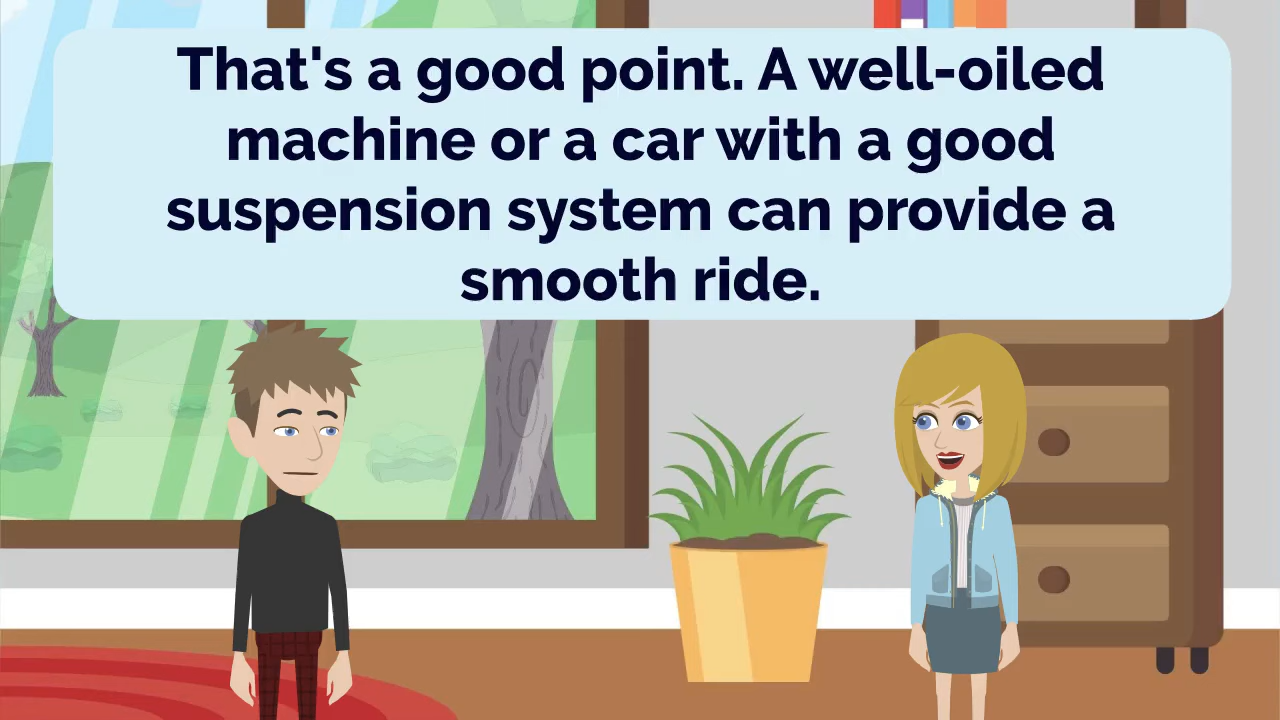 That's a good point. A well-oiled
machine or a car with a good
suspension system can provide a
smooth ride.